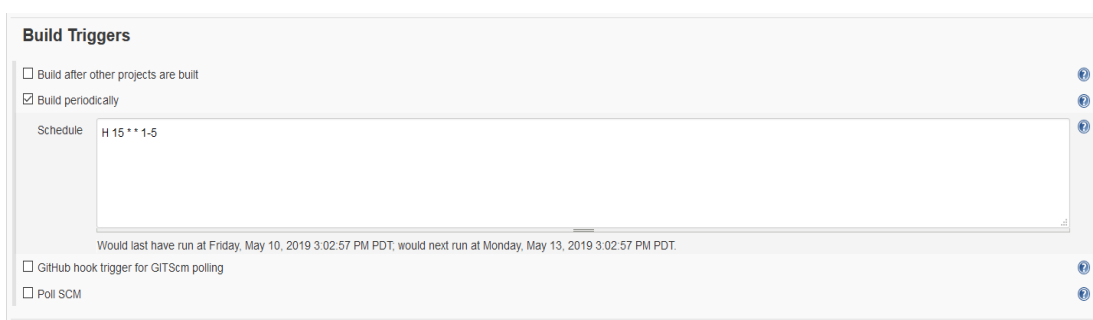 Build Triggers
Build after other projects are built
Build periodically
Schedule
H 15 * * 1-5
Would last have run at Friday, May 10, 2019 3:02:57 PM PDT; would next run at Monday, May 13, 2019 3:02:57 PM PDT.
GitHub hook trigger for GITScm polling
Poll SCM